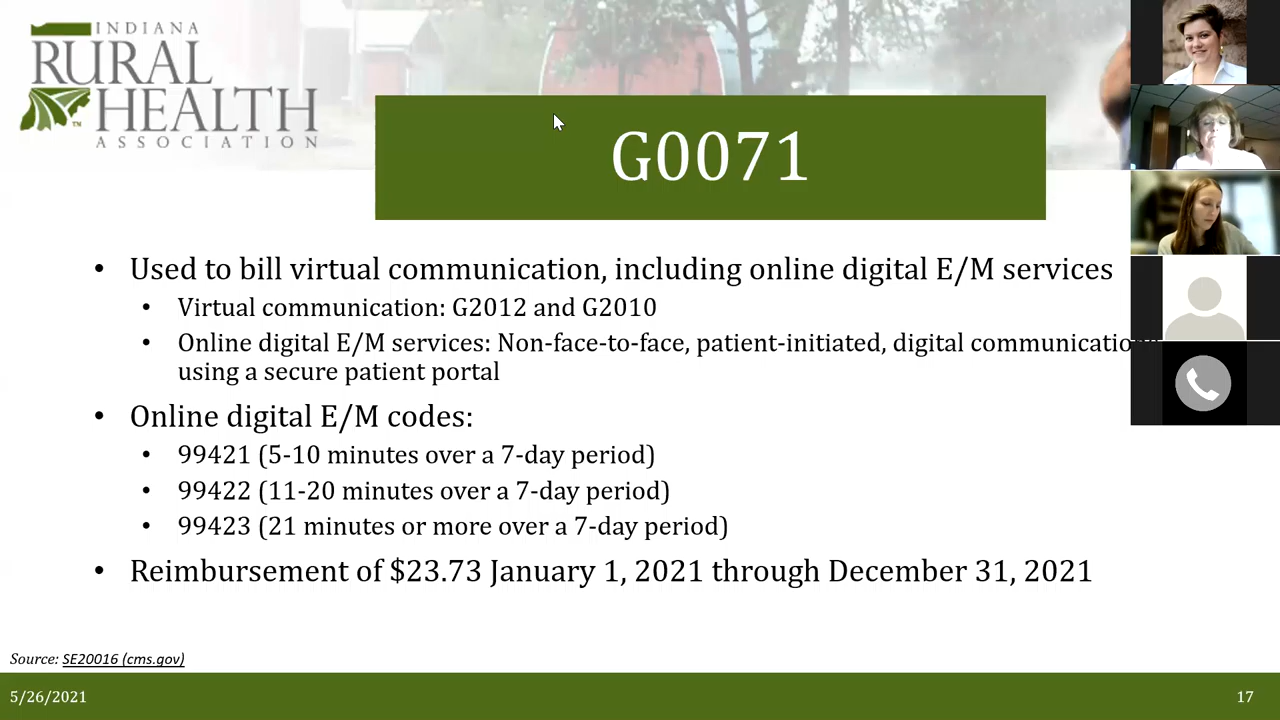 INDIANA
RURAL
HEALTH
ASSOCIATION
G0071
• Used to bill virtual communication, including online digital E/M services
• Virtual communication: G2012 and G2010
• Online digital E/M services: Non-face-to-face, patient-initiated, digital communication
using a secure patient portal
• Online digital E/M codes:
• 99421 (5-10 minutes over a 7-day period)
• 99422 (11-20 minutes over a 7-day period)
• 99423 (21 minutes or more over a 7-day period)
• Reimbursement of $23.73 January 1, 2021 through December 31, 2021
Source: SE20016 (cms.gov)
5/26/2021
17